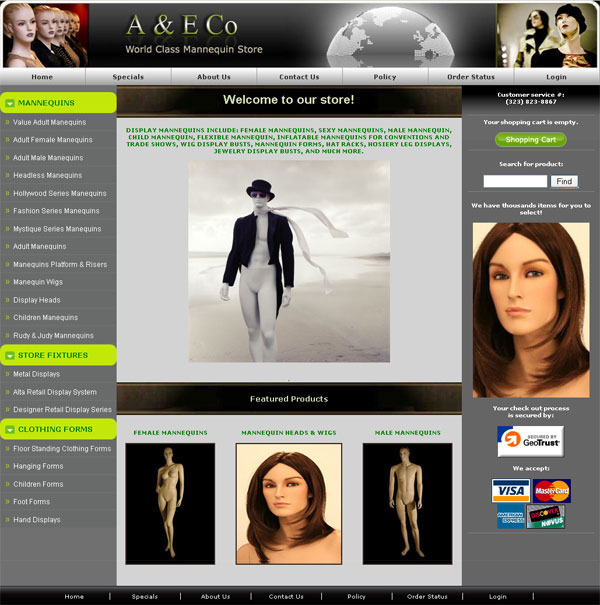 A & E Co
World Class Mannequin Store
Home
Specials
About Us
Contact Us
Policy
Order Status
Login
MANNEQUINS
Value Adult Mannequins
Adult Female Mannequins
Adult Male Mannequins
Headless Mannequins
Hollywood Series Mannequins
Fashion Series Mannequins
Mystique Series Mannequins
Adult Manequins
Manequins Platform & Risers
Manequin Wigs
Display Heads
Children Manequins
Rudy & Judy Mannequins
STORE FIXTURES
Metal Displays
Alta Retail Display System
Designer Retail Display Series
CLOTHING FORMS
Floor Standing Clothing Forms
Hanging Forms
Children Forms
Foot Forms
Hand Displays
Welcome to our store!
DISPLAY MANNEQUINS INCLUDE: FEMALE MANNEQUINS, SEXY MANNEQUINS, MALE MANNEQUIN,
CHILD MANNEQUIN, FLEXIBLE MANNEQUIN, INFLATABLE MANNEQUINS FOR CONVENTIONS AND
TRADE SHOWS, WIG DISPLAY BUSTS, MANNEQUIN FORMS, HAT RACKS, HOSIERY LEG DISPLAYS,
JEWELRY DISPLAY BUSTS, AND MUCH MORE.
Featured Products
FEMALE MANNEQUINS
MANNEQUIN HEADS & WIGS
MALE MANNEQUINS
Customer service #:
(323) 823-8867
Your shopping cart is empty.
Shopping Cart
Search for product:
Find
We have thousands items for you to
select!
Your check out process
is secured by:
SECURED BY
GeoTrust
We accept:
VISA
MasterCard
AMERICAN
EXPRESS
DISCOVER
NOVUS
Home
Specials
About Us
Contact Us
Policy
Order Status
Login